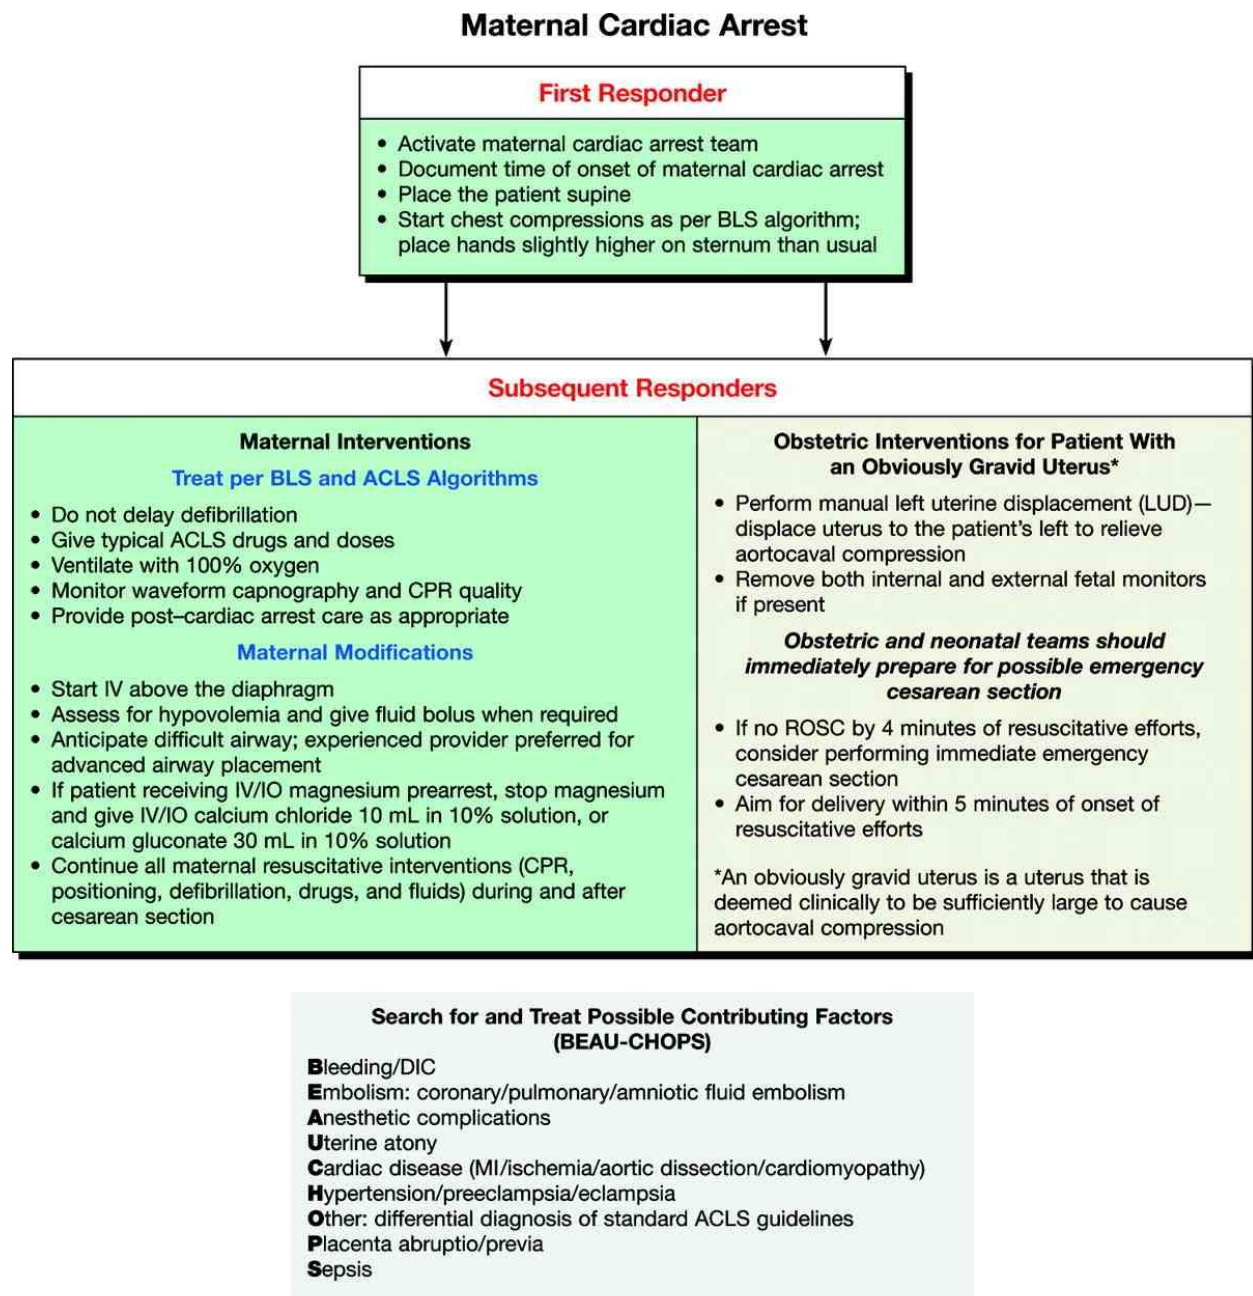 Maternal Cardiac Arrest
First Responder
• Activate maternal cardiac arrest team
• Document time of onset of maternal cardiac arrest
• Place the patient supine
• Start chest compressions as per BLS algorithm;
place hands slightly higher on sternum than usual
Subsequent Responders
Maternal Interventions
Treat per BLS and ACLS Algorithms
• Do not delay defibrillation
• Give typical ACLS drugs and doses
• Ventilate with 100% oxygen
• Monitor waveform capnography and CPR quality
• Provide post–cardiac arrest care as appropriate
Maternal Modifications
• Start IV above the diaphragm
• Assess for hypovolemia and give fluid bolus when required
• Anticipate difficult airway; experienced provider preferred for
advanced airway placement
• If patient receiving IV/IO magnesium prearrest, stop magnesium
and give IV/IO calcium chloride 10 mL in 10% solution, or
calcium gluconate 30 mL in 10% solution
• Continue all maternal resuscitative interventions (CPR,
positioning, defibrillation, drugs, and fluids) during and after
cesarean section
Obstetric Interventions for Patient With
an Obviously Gravid Uterus*
• Perform manual left uterine displacement (LUD)—
displace uterus to the patient's left to relieve
aortocaval compression
• Remove both internal and external fetal monitors
if present
Obstetric and neonatal teams should
immediately prepare for possible emergency
cesarean section
• If no ROSC by 4 minutes of resuscitative efforts,
consider performing immediate emergency
cesarean section
• Aim for delivery within 5 minutes of onset of
resuscitative efforts
*An obviously gravid uterus is a uterus that is
deemed clinically to be sufficiently large to cause
aortocaval compression
Search for and Treat Possible Contributing Factors
(BEAU-CHOPS)
Bleeding/DIC
Embolism: coronary/pulmonary/amniotic fluid embolism
Anesthetic complications
Uterine atony
Cardiac disease (MI/ischemia/aortic dissection/cardiomyopathy)
Hypertension/preeclampsia/eclampsia
Other: differential diagnosis of standard ACLS guidelines
Placenta abruptio/previa
Sepsis